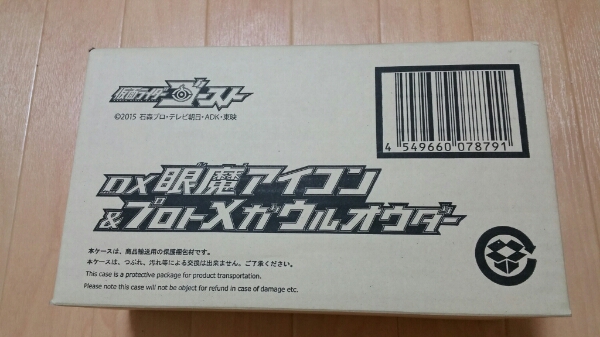 仮面ライダーゴースト
©2015 石森プロ・テレビ朝日・ADK・東映
4 549660 078791
DX 眼魔アイコン
&プロトメガウルオウダー
本ケースは、商品輸送用の保護梱包材です。
本ケースには、つぶれ、汚れ等による交換は出来ません。ご了承ください。
This case is a protective package for product transportation.
Please note this case will not be object for refund in case of damage etc.